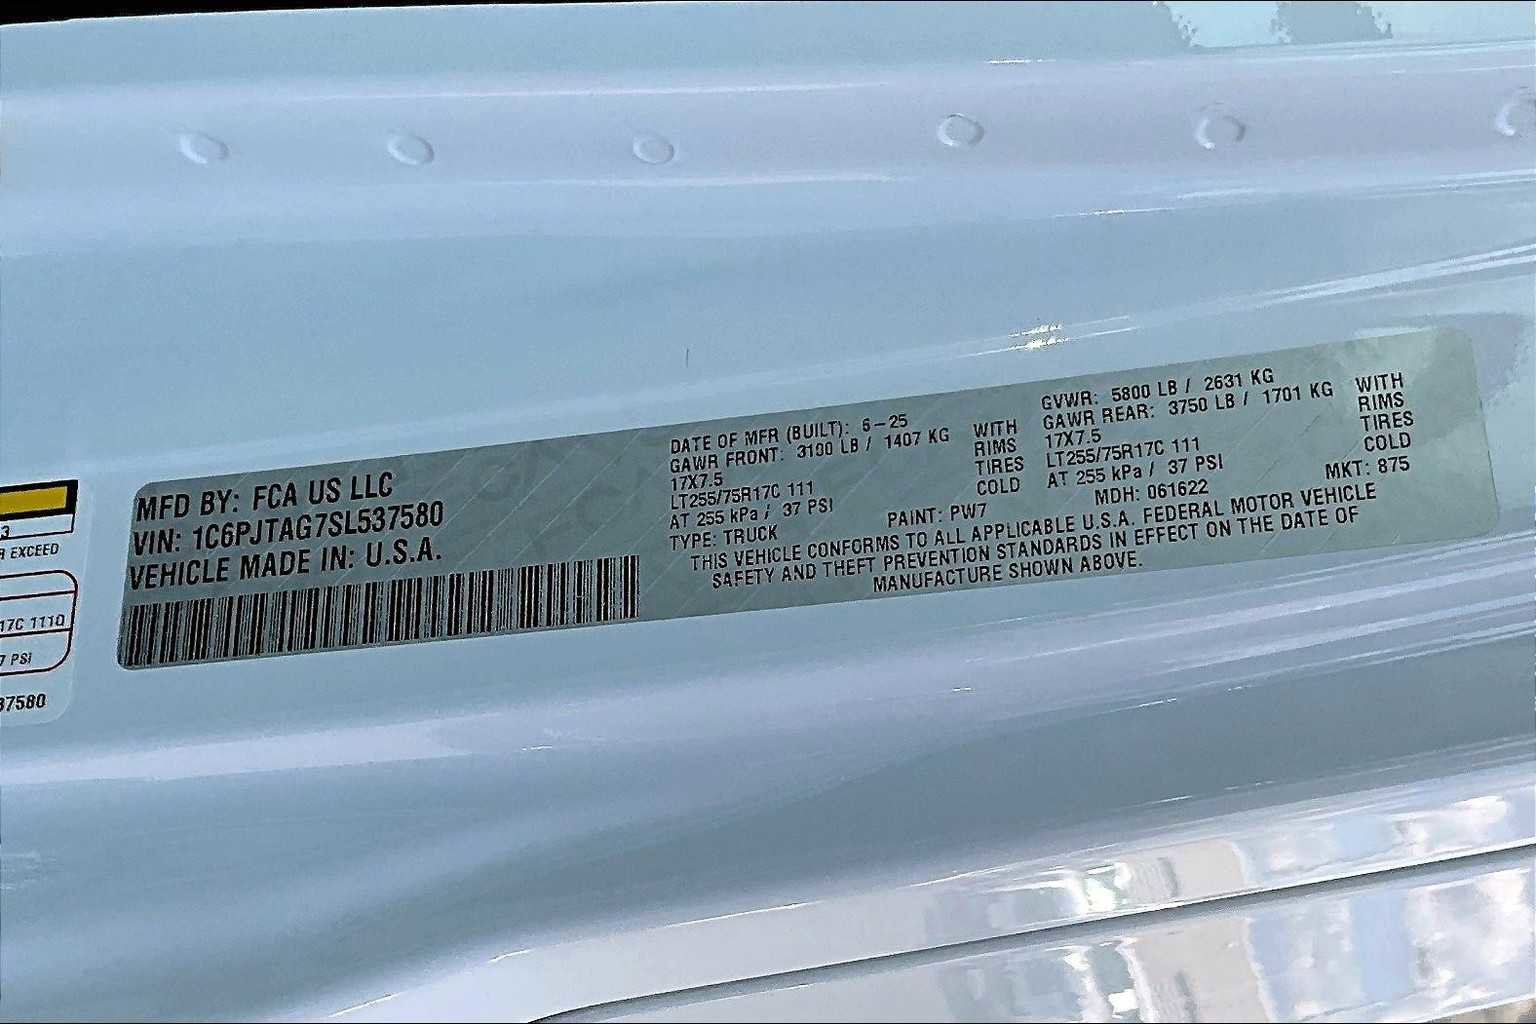 3
R EXCEED
17C 111Q
7 PSI
37580
MFD BY: FCA US LLC
VIN: 1C6PJTAG7SL537580
VEHICLE MADE IN: U.S.A.
DATE OF MFR (BUILT): 6-25
GAWR FRONT: 3100 LB / 1407 KG WITH
17X7.5 RIMS
LT255/75R17C 111 TIRES
AT 255 kPa / 37 PSI COLD
TYPE: TRUCK PAINT: PW7
GVWR: 5800 LB / 2631 KG
GAWR REAR: 3750 LB / 1701 KG WITH
17X7.5 RIMS
LT255/75R17C 111 TIRES
AT 255 kPa / 37 PSI COLD
MDH: 061622 MKT: 875
THIS VEHICLE CONFORMS TO ALL APPLICABLE U.S.A. FEDERAL MOTOR VEHICLE
SAFETY AND THEFT PREVENTION STANDARDS IN EFFECT ON THE DATE OF
MANUFACTURE SHOWN ABOVE.